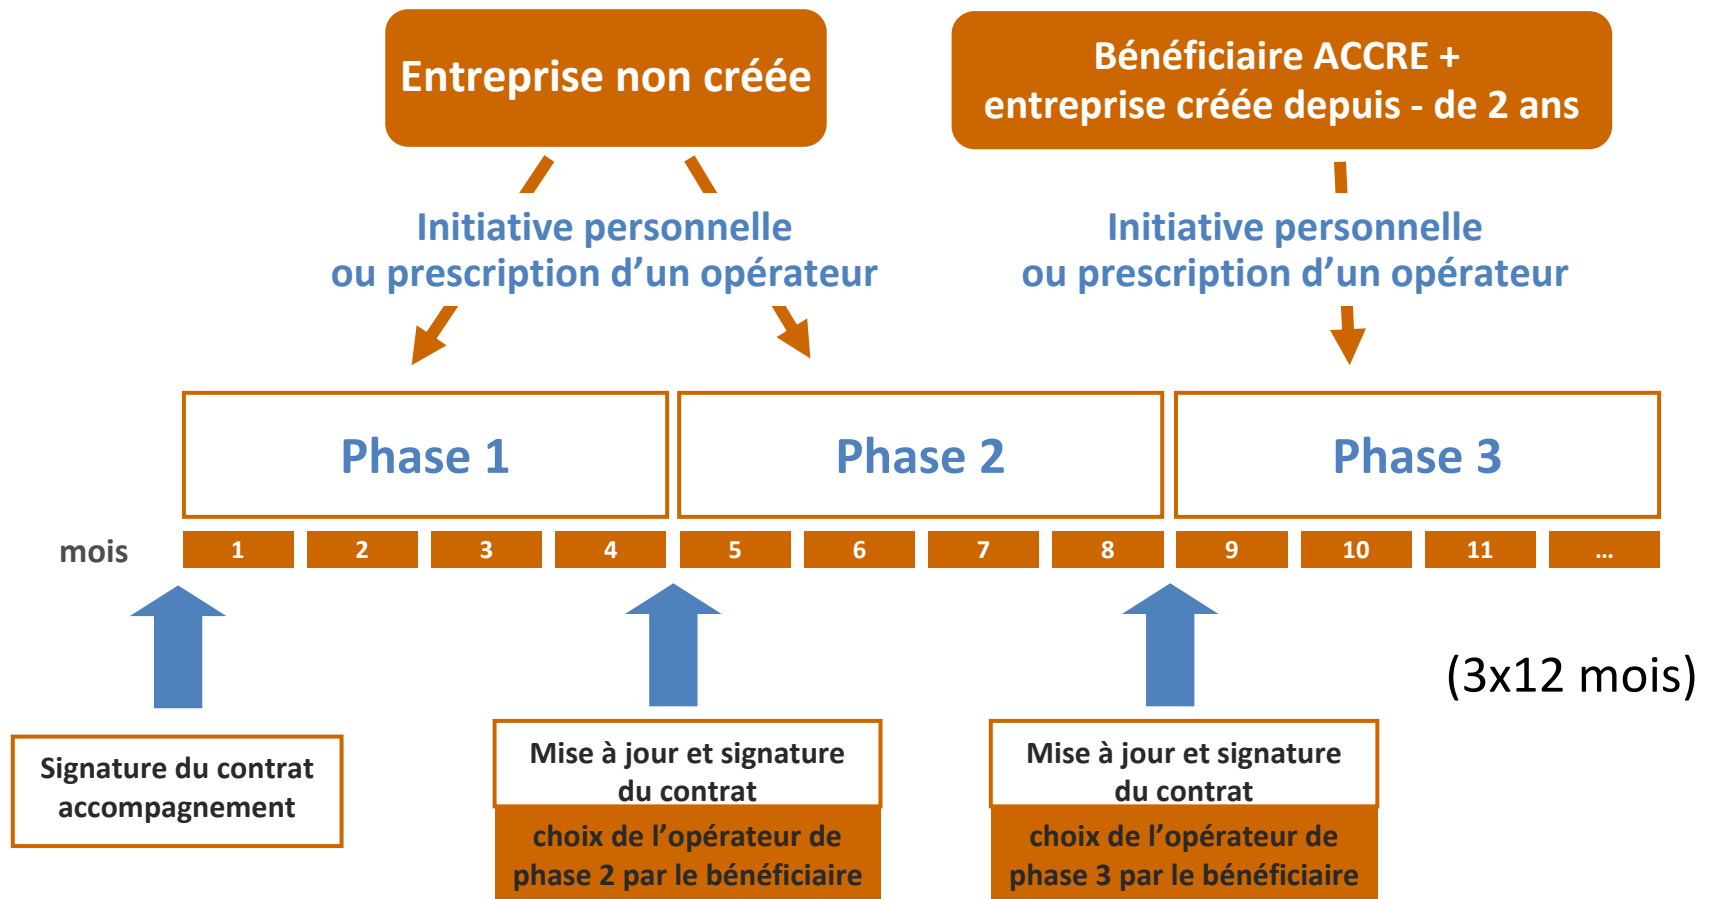 Entreprise non créée
Bénéficiaire ACCRE +
entreprise créée depuis - de 2 ans
Initiative personnelle
ou prescription d’un opérateur
Initiative personnelle
ou prescription d’un opérateur
Phase 1
Phase 2
Phase 3
mois
1
2
3
4
5
6
7
8
9
10
11
...
(3x12 mois)
Signature du contrat
accompagnement
Mise à jour et signature
du contrat
choix de l’opérateur de
phase 2 par le bénéficiaire
Mise à jour et signature
du contrat
choix de l’opérateur de
phase 3 par le bénéficiaire